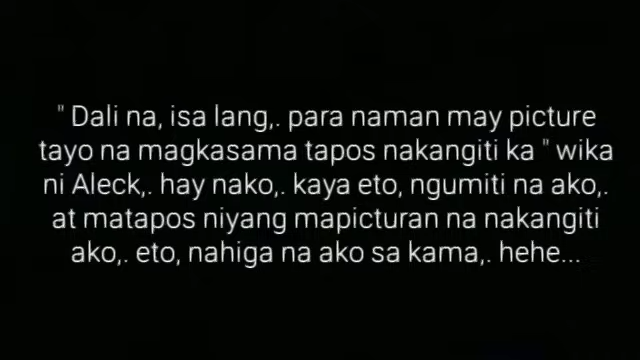 " Dali na, isa lang,. para naman may picture
tayo na magkasama tapos nakangiti ka " wika
ni Aleck,. hay nako,. kaya eto, ngumiti na ako,.
at matapos niyang mapicturan na nakangiti
ako,. eto, nahiga na ako sa kama,. hehe...